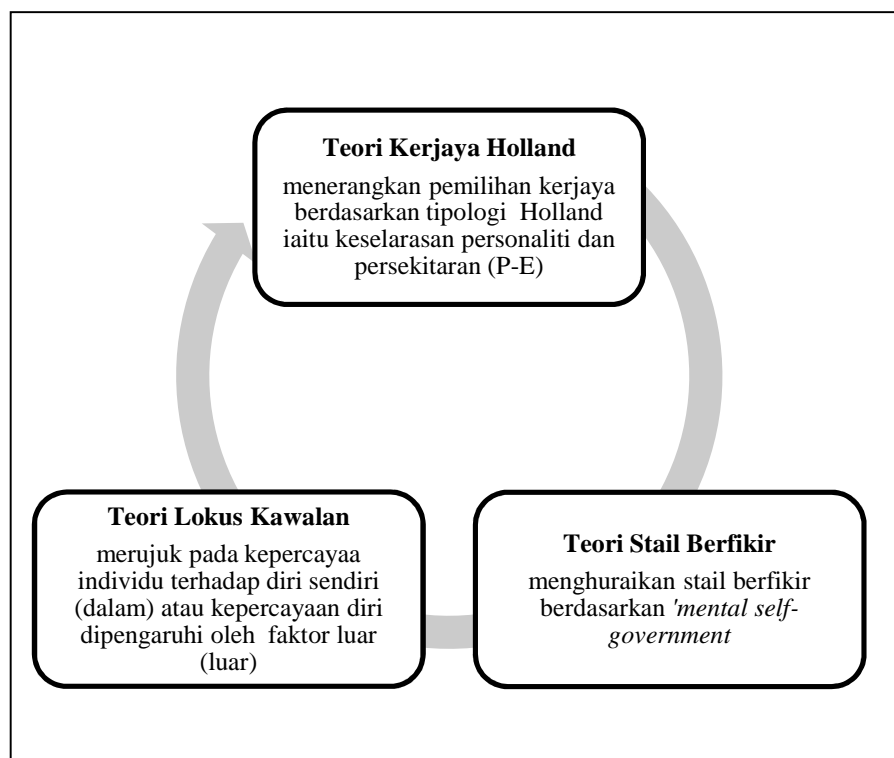 Teori Kerjaya Holland
menerangkan pemilihan kerjaya
berdasarkan tipologi Holland
iaitu keselarasan personaliti dan
persekitaran (P-E)
Teori Lokus Kawalan
merujuk pada kepercayaa
individu terhadap diri sendiri
(dalam) atau kepercayaan diri
dipengaruhi oleh faktor luar
(luar)
Teori Stail Berfikir
menghuraikan stail berfikir
berdasarkan 'mental self-
government